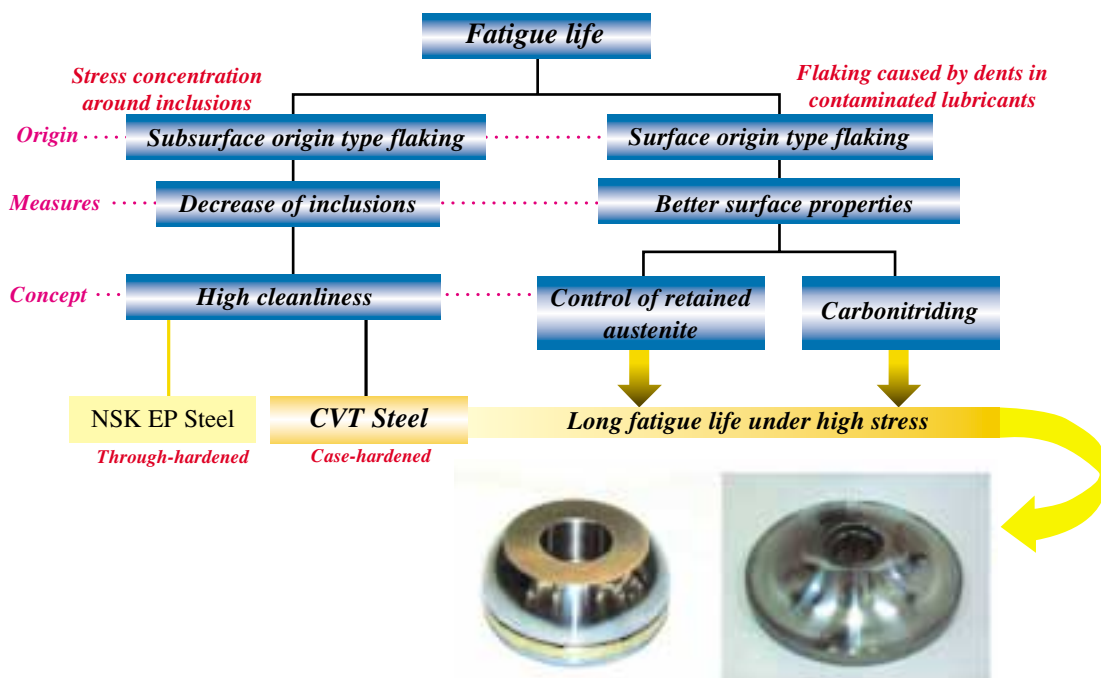 Fatigue life
Stress concentration
around inclusions
Flaking caused by dents in
contaminated lubricants
Origin
Subsurface origin type flaking
Surface origin type flaking
Measures
Decrease of inclusions
Better surface properties
Concept
High cleanliness
Control of retained
austenite
Carbonitriding
NSK EP Steel
CVT Steel
Long fatigue life under high stress
Through-hardened
Case-hardened